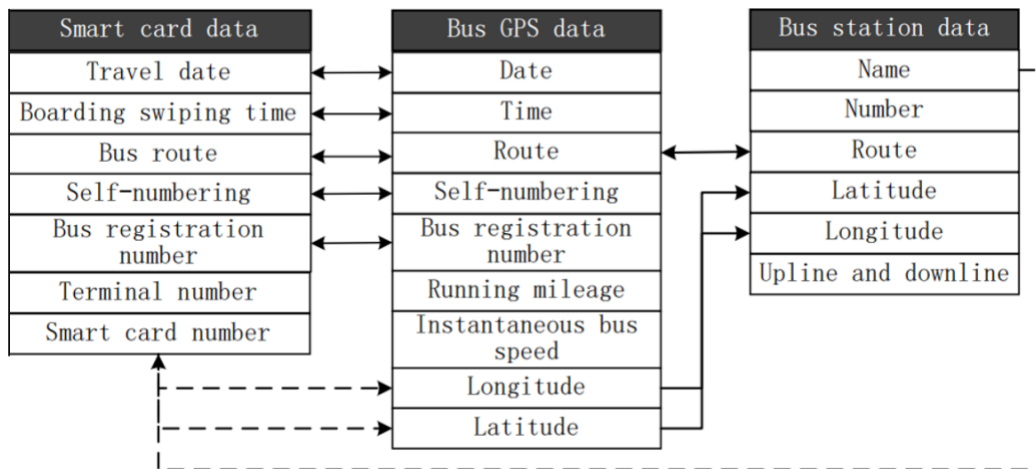 Smart card data
Travel date
Boarding swiping time
Bus route
Self-numbering
Bus registration
number
Terminal number
Smart card number
Bus GPS data
Date
Time
Route
Self-numbering
Bus registration
number
Running mileage
Instantaneous bus
speed
Longitude
Latitude
Bus station data
Name
Number
Route
Latitude
Longitude
Upline and downline